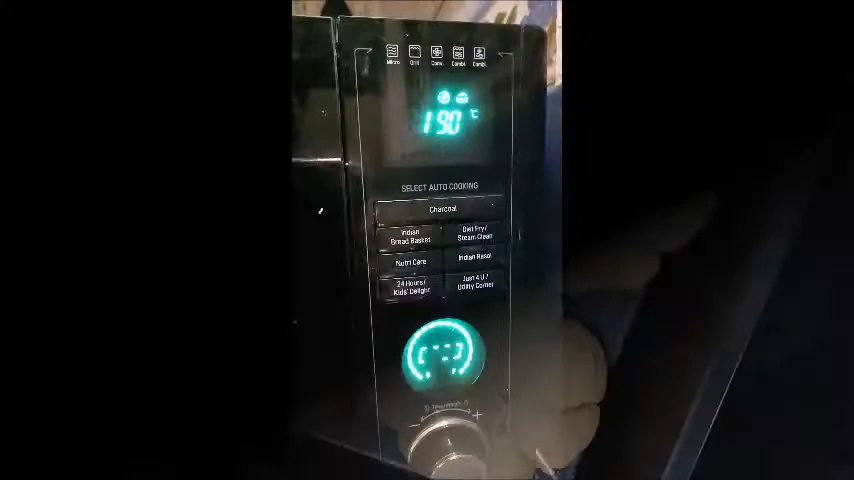 Micro Grill Conv. Combi. Combi.
190 °C
SELECT AUTO COOKING
Charcoal
Indian
Bread Basket
Diet Fry/
Steam Clean
Nutri Care
Indian Rasoi
24 Hours/
Kids' Delight
Just 4 U /
Utility Corner
- +